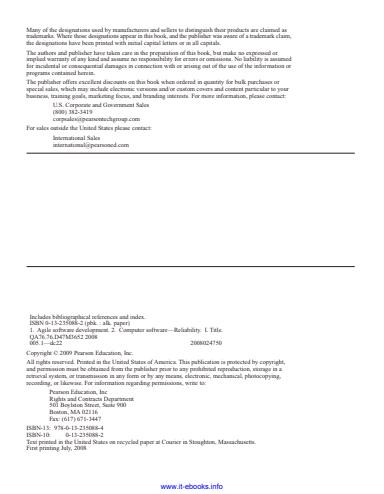 Many of the designations used by manufacturers and sellers to distinguish their products are claimed as
trademarks. Where those designations appear in this book, and the publisher was aware of a trademark claim,
the designations have been printed with initial capital letters or in all capitals.
The authors and publisher have taken care in the preparation of this book, but make no expressed or
implied warranty of any kind and assume no responsibility for errors or omissions. No liability is assumed
for incidental or consequential damages in connection with or arising out of the use of the information or
programs contained herein.
The publisher offers excellent discounts on this book when ordered in quantity for bulk purchases or
special sales, which may include electronic versions and/or custom covers and content particular to your
business, training goals, marketing focus, and branding interests. For more information, please contact:
U.S. Corporate and Government Sales
(800) 382-3419
corpsales@pearsontechgroup.com
For sales outside the United States please contact:
International Sales
international@pearsoned.com
Includes bibliographical references and index.
ISBN 0-13-235088-2 (pbk. : alk. paper)
1. Agile software development. 2. Computer software—Reliability. I. Title.
QA76.76.D47M3652 2008
005.1—dc22 2008024750
Copyright © 2009 Pearson Education, Inc.
All rights reserved. Printed in the United States of America. This publication is protected by copyright,
and permission must be obtained from the publisher prior to any prohibited reproduction, storage in a
retrieval system, or transmission in any form or by any means, electronic, mechanical, photocopying,
recording, or likewise. For information regarding permissions, write to:
Pearson Education, Inc
Rights and Contracts Department
501 Boylston Street, Suite 900
Boston, MA 02116
Fax: (617) 671-3447
ISBN-13: 978-0-13-235088-4
ISBN-10: 0-13-235088-2
Text printed in the United States on recycled paper at Courier in Stoughton, Massachusetts.
First printing July, 2008
www.it-ebooks.info